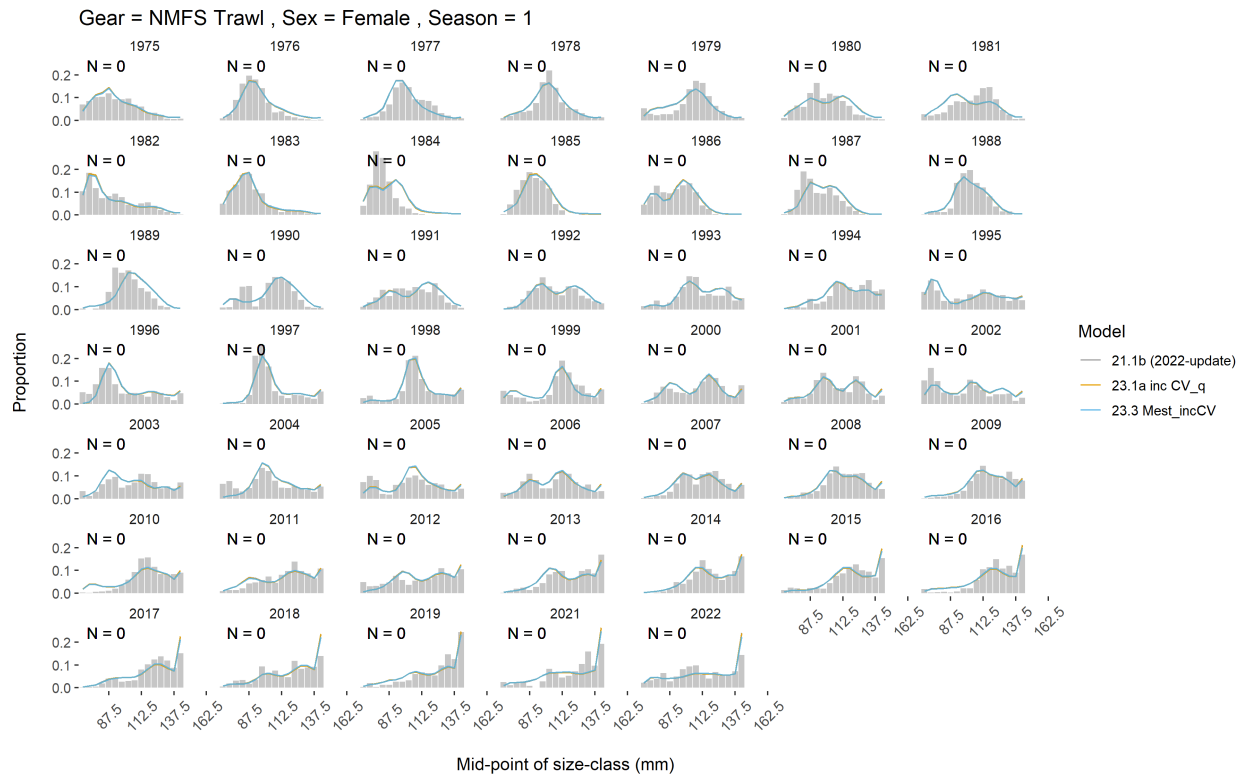 Gear = NMFS Trawl , Sex = Female , Season = 1
1975 1976 1977 1978 1979 1980 1981
N = 0 N = 0 N = 0 N = 0 N = 0 N = 0 N = 0
0.2
0.1
0.0
1982 1983 1984 1985 1986 1987 1988
N = 0 N = 0 N = 0 N = 0 N = 0 N = 0 N = 0
0.2
0.1
0.0
1989 1990 1991 1992 1993 1994 1995
N = 0 N = 0 N = 0 N = 0 N = 0 N = 0 N = 0
0.2
0.1
0.0
1996 1997 1998 1999 2000 2001 2002
N = 0 N = 0 N = 0 N = 0 N = 0 N = 0 N = 0
0.2
0.1
0.0
2003 2004 2005 2006 2007 2008 2009
N = 0 N = 0 N = 0 N = 0 N = 0 N = 0 N = 0
0.2
0.1
0.0
2010 2011 2012 2013 2014 2015 2016
N = 0 N = 0 N = 0 N = 0 N = 0 N = 0 N = 0
0.2
0.1
0.0
87.5 112.5 137.5 162.5 87.5 112.5 137.5 162.5
2017 2018 2019 2021 2022
N = 0 N = 0 N = 0 N = 0 N = 0
0.2
0.1
0.0
87.5 112.5 137.5 162.5 87.5 112.5 137.5 162.5 87.5 112.5 137.5 162.5 87.5 112.5 137.5 162.5 87.5 112.5 137.5 162.5
Proportion
Mid-point of size-class (mm)
Model
21.1b (2022-update)
23.1a inc CV_q
23.3 Mest_incCV